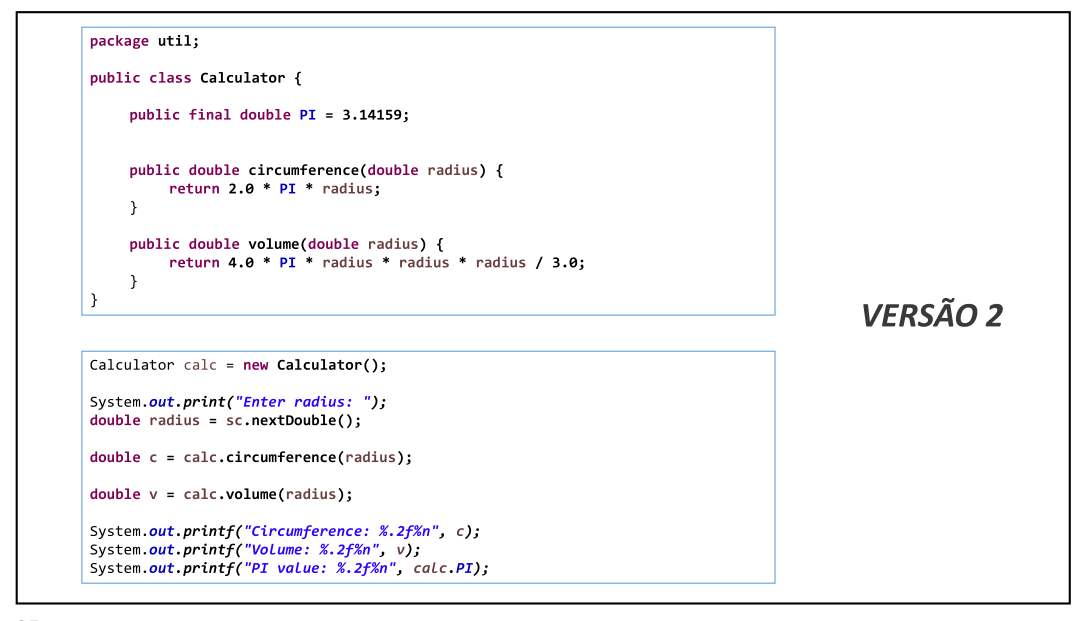 package util;
public class Calculator {
public final double PI = 3.14159;
public double circumference(double radius) {
return 2.0 * PI * radius;
}
public double volume(double radius) {
return 4.0 * PI * radius * radius * radius / 3.0;
}
}
VERSÃO 2
Calculator calc = new Calculator();
System.out.print("Enter radius: ");
double radius = sc.nextDouble();
double c = calc.circumference(radius);
double v = calc.volume(radius);
System.out.printf("Circumference: %.2f%n", c);
System.out.printf("Volume: %.2f%n", v);
System.out.printf("PI value: %.2f%n", calc.PI);